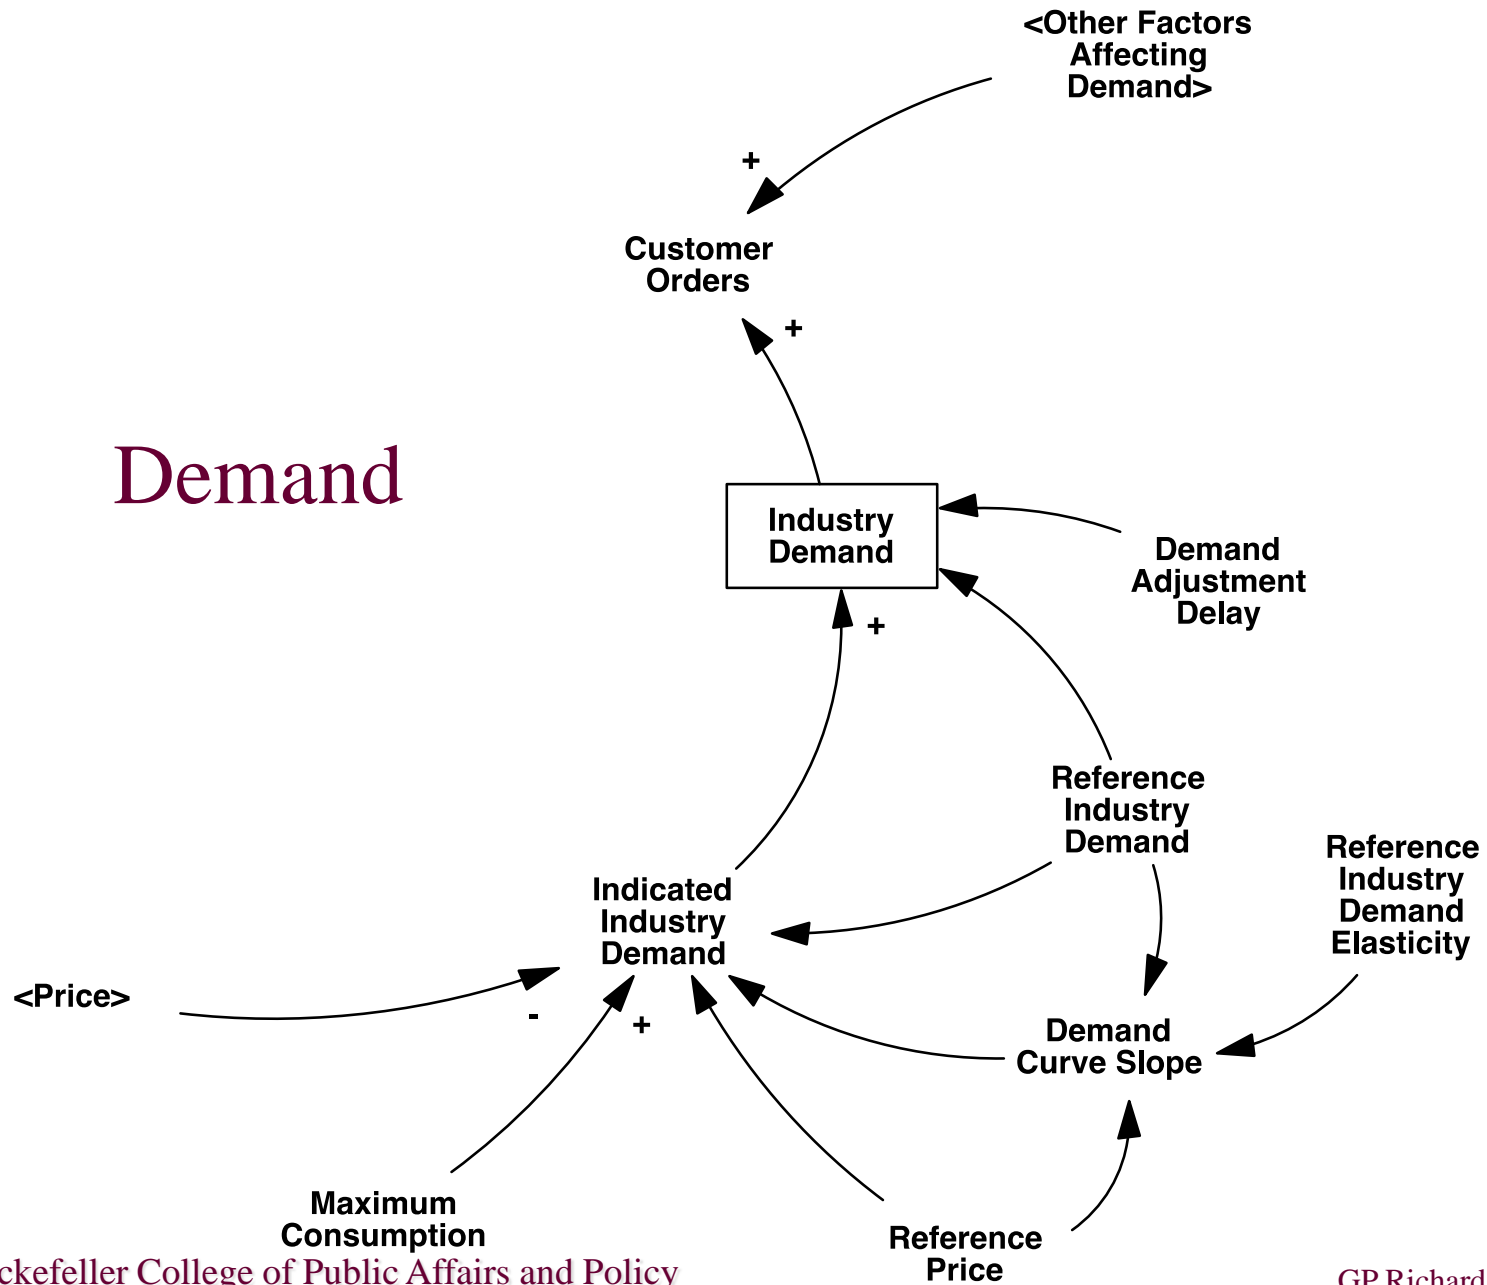 <Other Factors
Affecting
Demand>
+
Customer
Orders
+
Demand
Industry
Demand
Demand
Adjustment
Delay
+
Reference
Industry
Demand
Reference
Industry
Demand
Elasticity
Indicated
Industry
Demand
<Price>
-
+
Demand
Curve Slope
Maximum
Consumption
Reference
Price
ckefeller College of Public Affairs and Policy
GP Richard